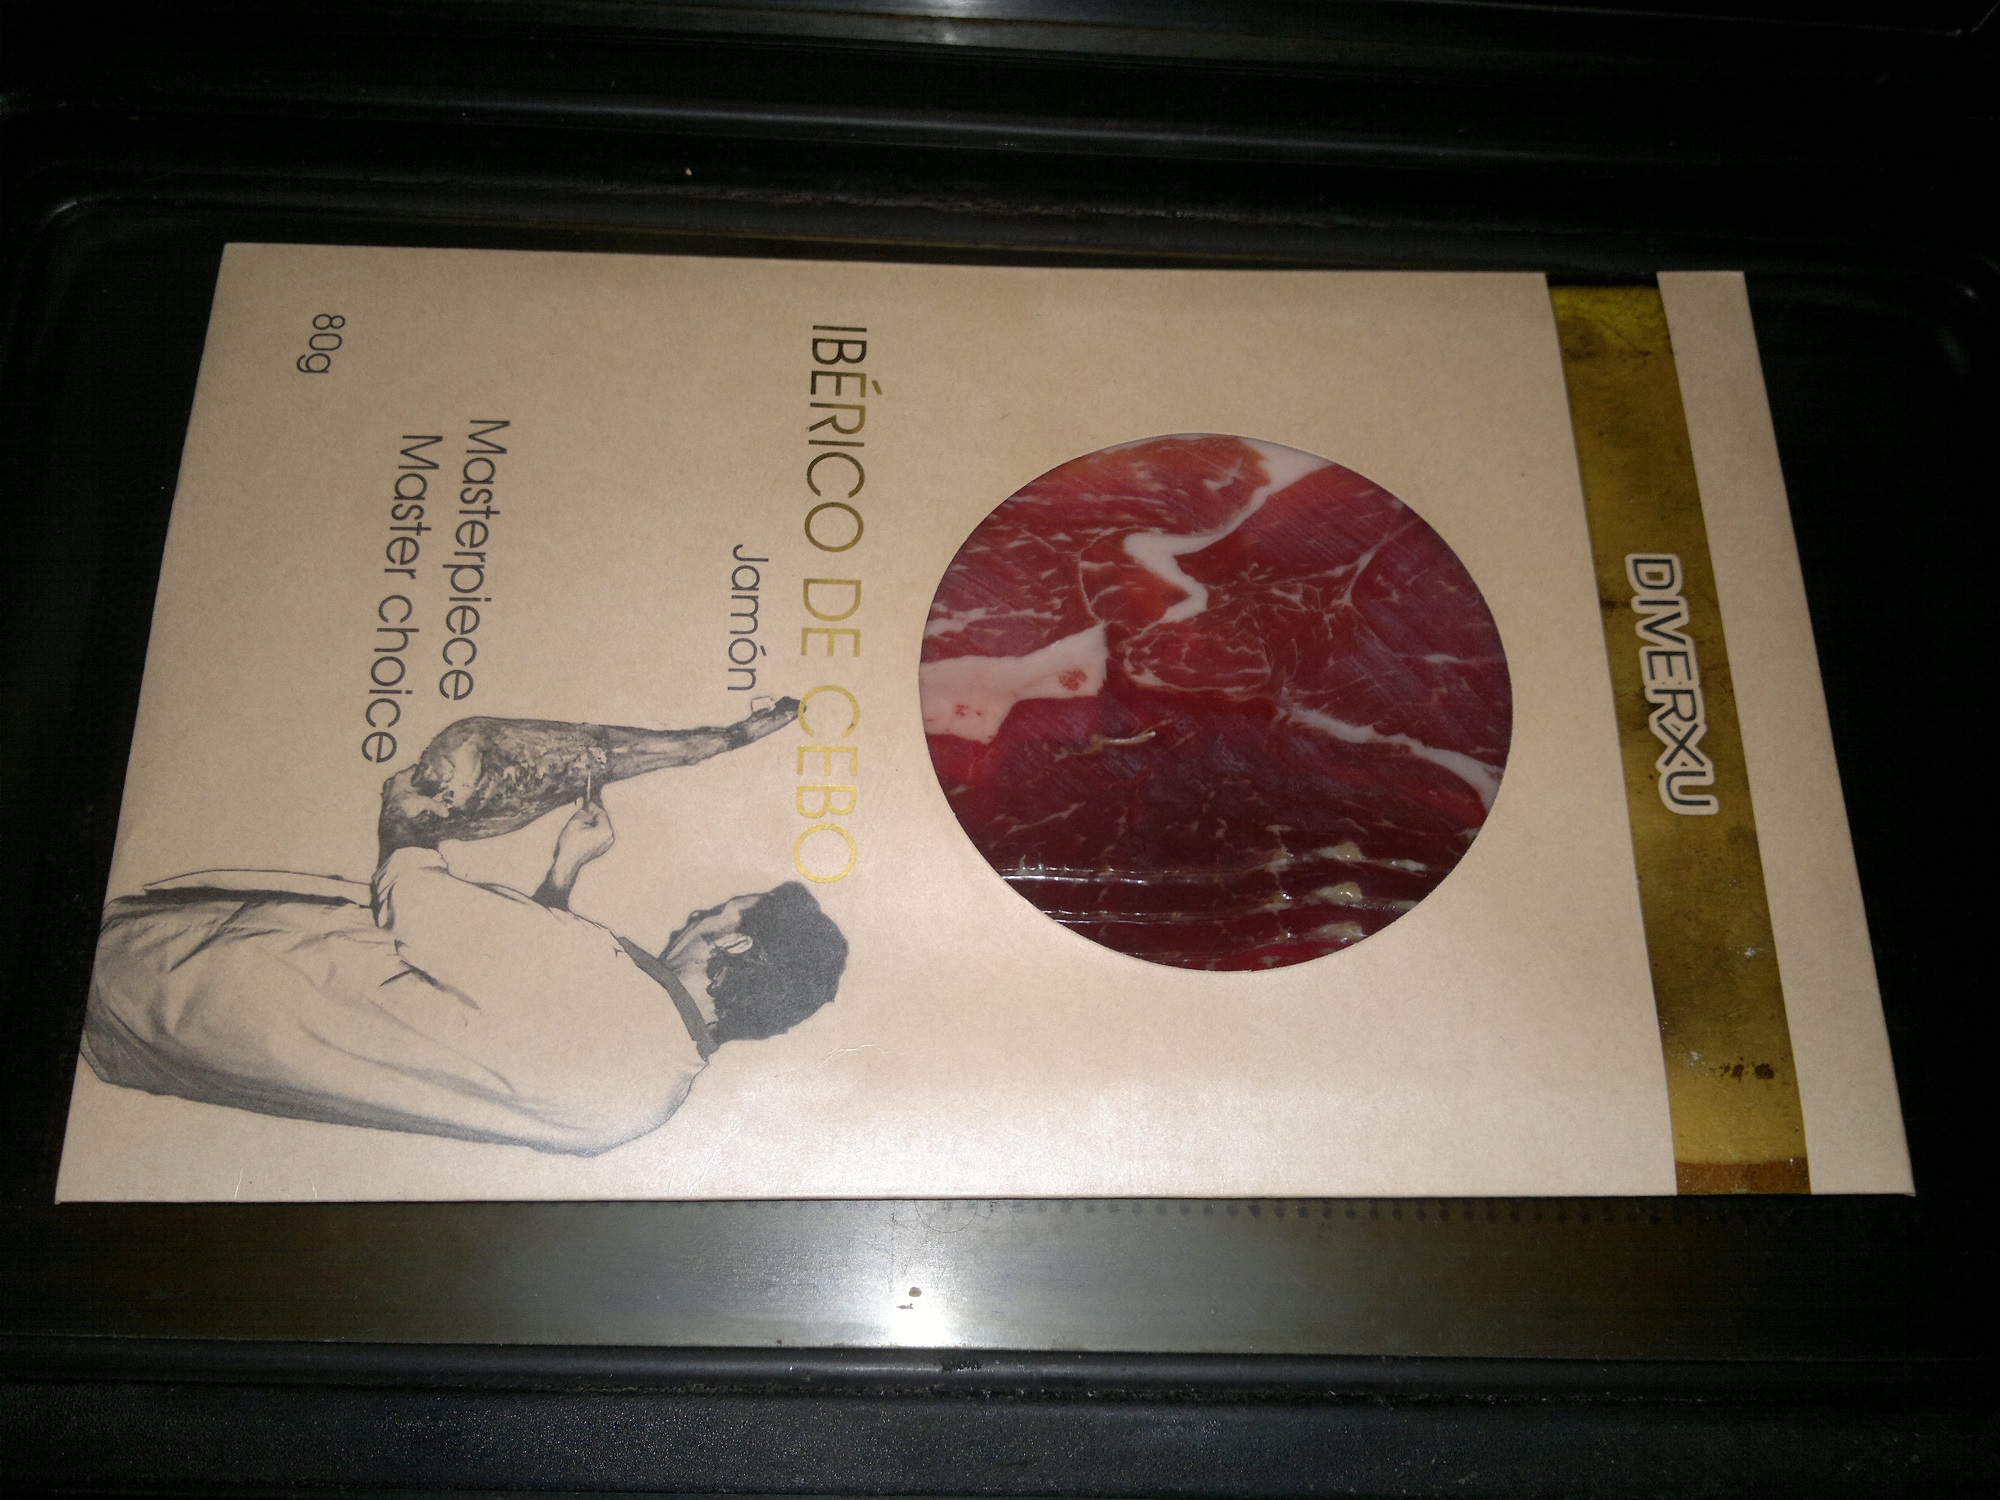 DIVERXU
IBÉRICO DE CEBO
Jamón
Masterpiece
Master choice
80g